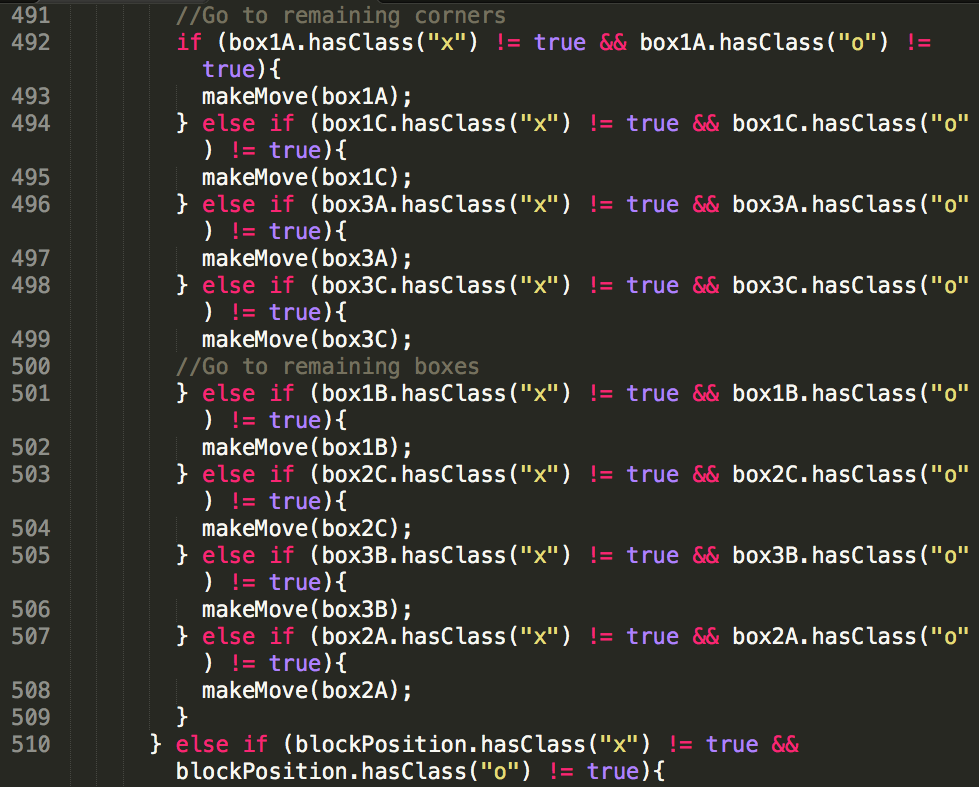 491 //Go to remaining corners
492 if (box1A.hasClass("x") != true && box1A.hasClass("o") !=
true){
493 makeMove(box1A);
494 } else if (box1C.hasClass("x") != true && box1C.hasClass("o"
) != true){
495 makeMove(box1C);
496 } else if (box3A.hasClass("x") != true && box3A.hasClass("o"
) != true){
497 makeMove(box3A);
498 } else if (box3C.hasClass("x") != true && box3C.hasClass("o"
) != true){
499 makeMove(box3C);
500 //Go to remaining boxes
501 } else if (box1B.hasClass("x") != true && box1B.hasClass("o"
) != true){
502 makeMove(box1B);
503 } else if (box2C.hasClass("x") != true && box2C.hasClass("o"
) != true){
504 makeMove(box2C);
505 } else if (box3B.hasClass("x") != true && box3B.hasClass("o"
) != true){
506 makeMove(box3B);
507 } else if (box2A.hasClass("x") != true && box2A.hasClass("o"
) != true){
508 makeMove(box2A);
509 }
510 } else if (blockPosition.hasClass("x") != true &&
blockPosition.hasClass("o") != true){